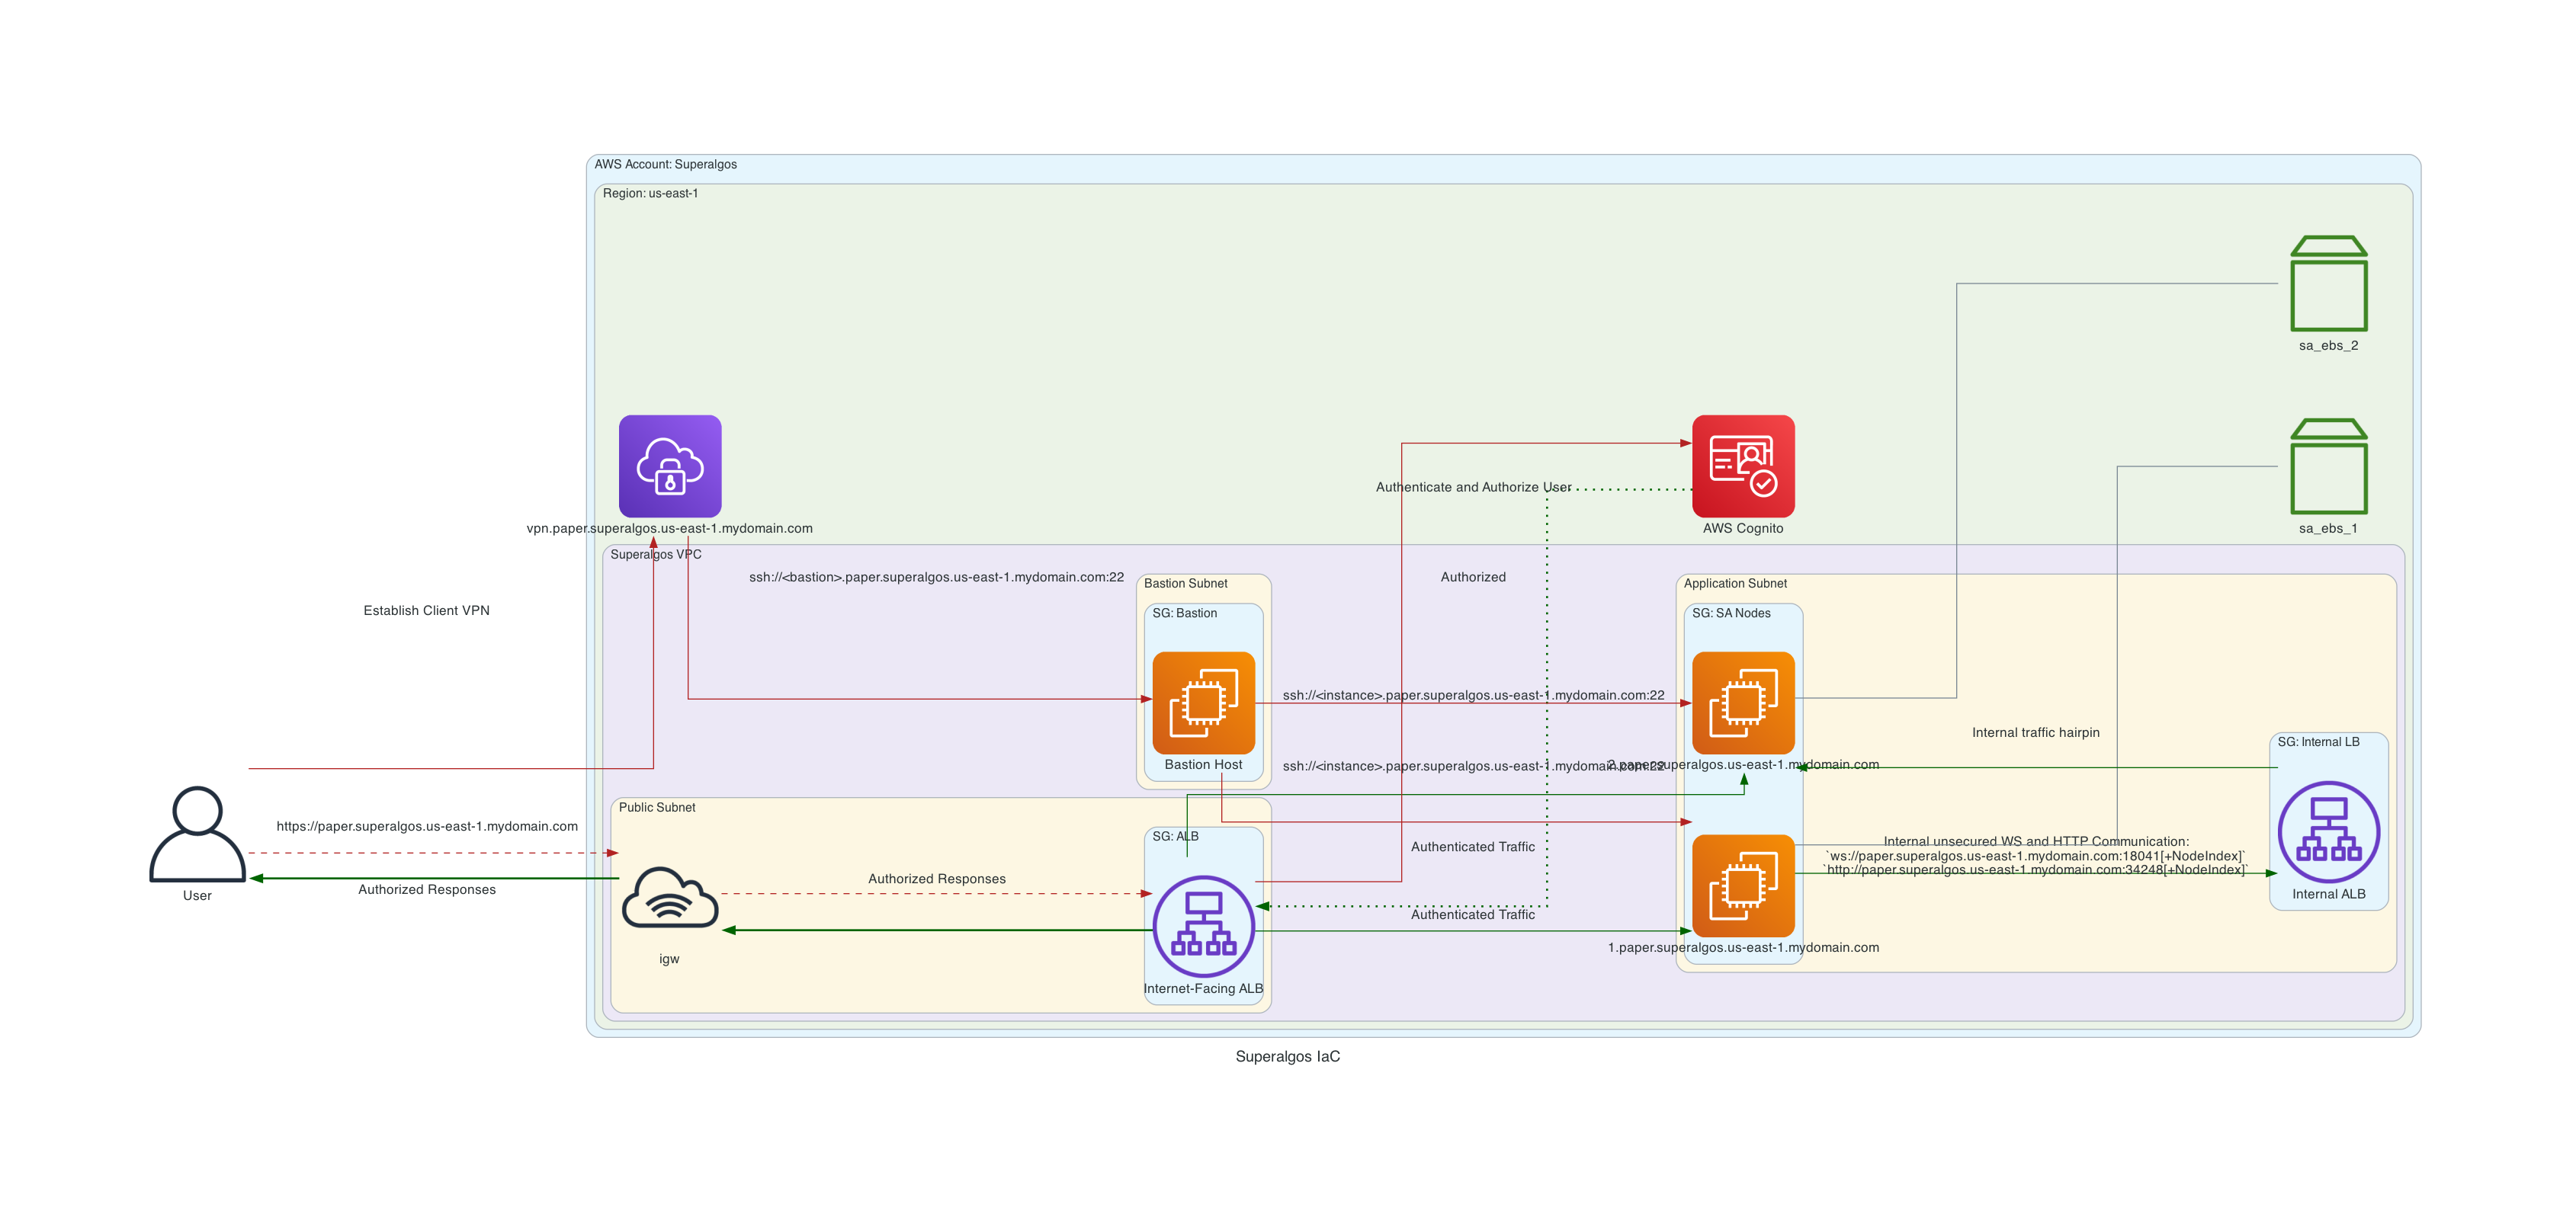 AWS Account: Superalgos
Region: us-east-1
sa_ebs_2
sa_ebs_1
vpn.paper.superalgos.us-east-1.mydomain.com
Authenticate and Authorize User
AWS Cognito
Superalgos VPC
ssh://<bastion>.paper.superalgos.us-east-1.mydomain.com:22
Bastion Subnet
SG: Bastion
Bastion Host
Authorized
Application Subnet
SG: SA Nodes
Establish Client VPN
ssh://<instance>.paper.superalgos.us-east-1.mydomain.com:22
ssh://<instance>.paper.superalgos.us-east-1.mydomain.com:22
2.paper.superalgos.us-east-1.mydomain.com
Internal traffic hairpin
SG: Internal LB
Internal ALB
Public Subnet
SG: ALB
https://paper.superalgos.us-east-1.mydomain.com
Authorized Responses
User
Authorized Responses
igw
Internet-Facing ALB
Authenticated Traffic
Authenticated Traffic
Internal unsecured WS and HTTP Communication:
`ws://paper.superalgos.us-east-1.mydomain.com:18041[+NodeIndex]`
`http://paper.superalgos.us-east-1.mydomain.com:34248[+NodeIndex]`
1.paper.superalgos.us-east-1.mydomain.com
Superalgos IaC